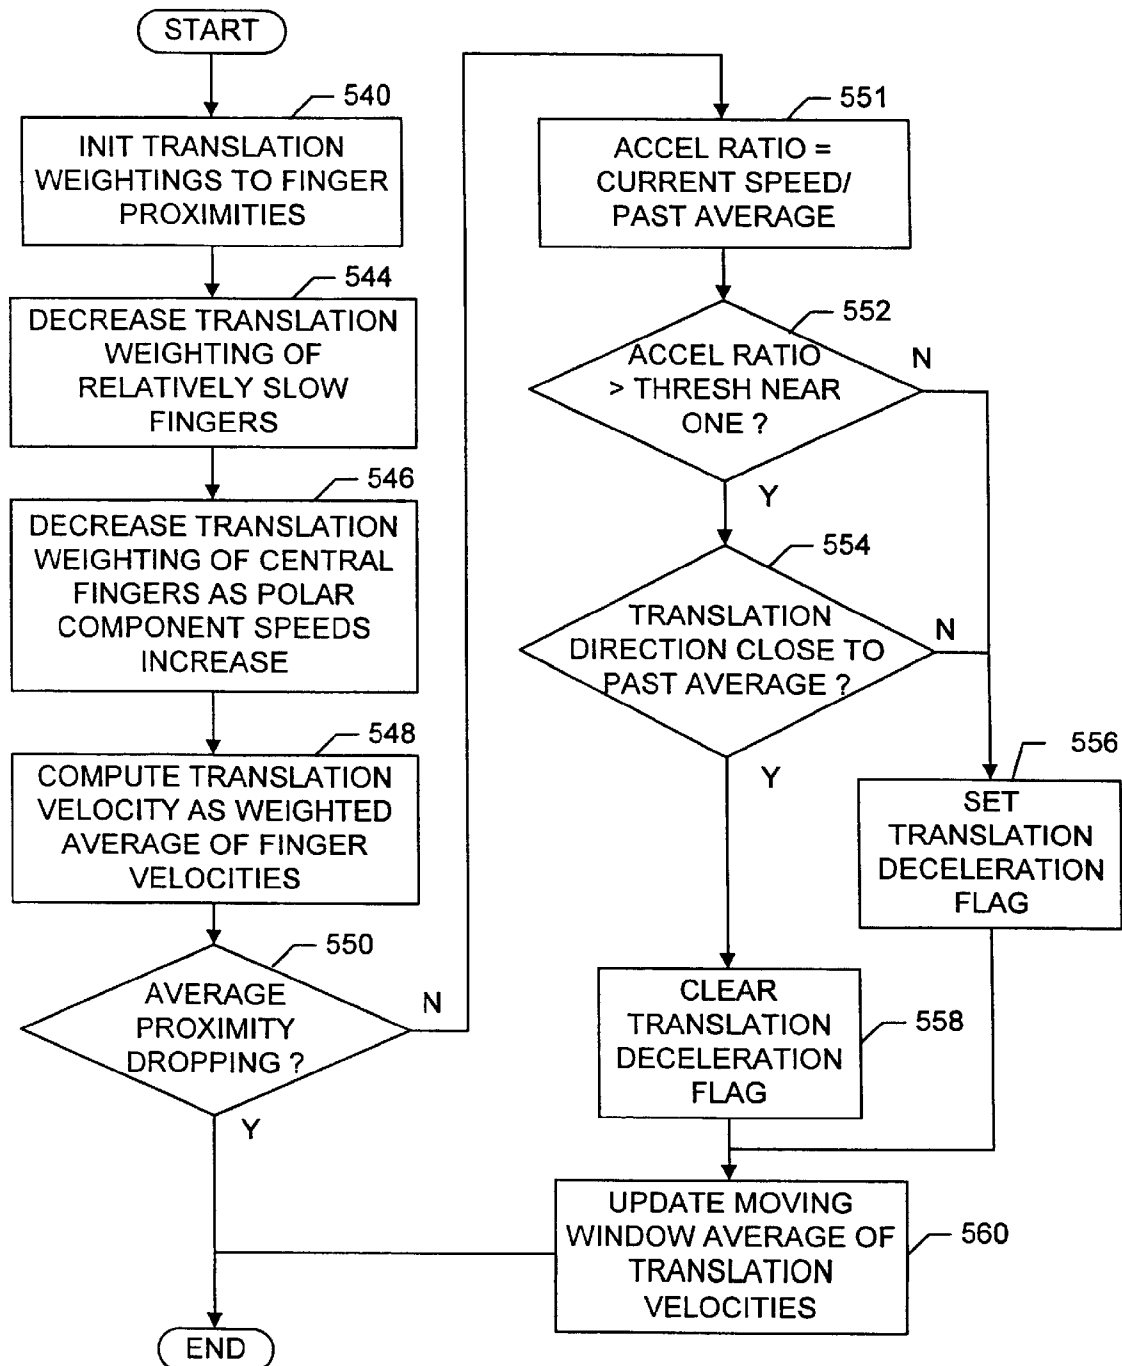 START
540
INIT TRANSLATION
WEIGHTINGS TO FINGER
PROXIMITIES
544
DECREASE TRANSLATION
WEIGHTING OF
RELATIVELY SLOW
FINGERS
546
DECREASE TRANSLATION
WEIGHTING OF CENTRAL
FINGERS AS POLAR
COMPONENT SPEEDS
INCREASE
548
COMPUTE TRANSLATION
VELOCITY AS WEIGHTED
AVERAGE OF FINGER
VELOCITIES
550
AVERAGE
PROXIMITY
DROPPING ?
N
Y
551
ACCEL RATIO =
CURRENT SPEED/
PAST AVERAGE
552
ACCEL RATIO
> THRESH NEAR
ONE ?
N
Y
554
TRANSLATION
DIRECTION CLOSE TO
PAST AVERAGE ?
N
Y
556
SET
TRANSLATION
DECELERATION
FLAG
558
CLEAR
TRANSLATION
DECELERATION
FLAG
560
UPDATE MOVING
WINDOW AVERAGE OF
TRANSLATION
VELOCITIES
END